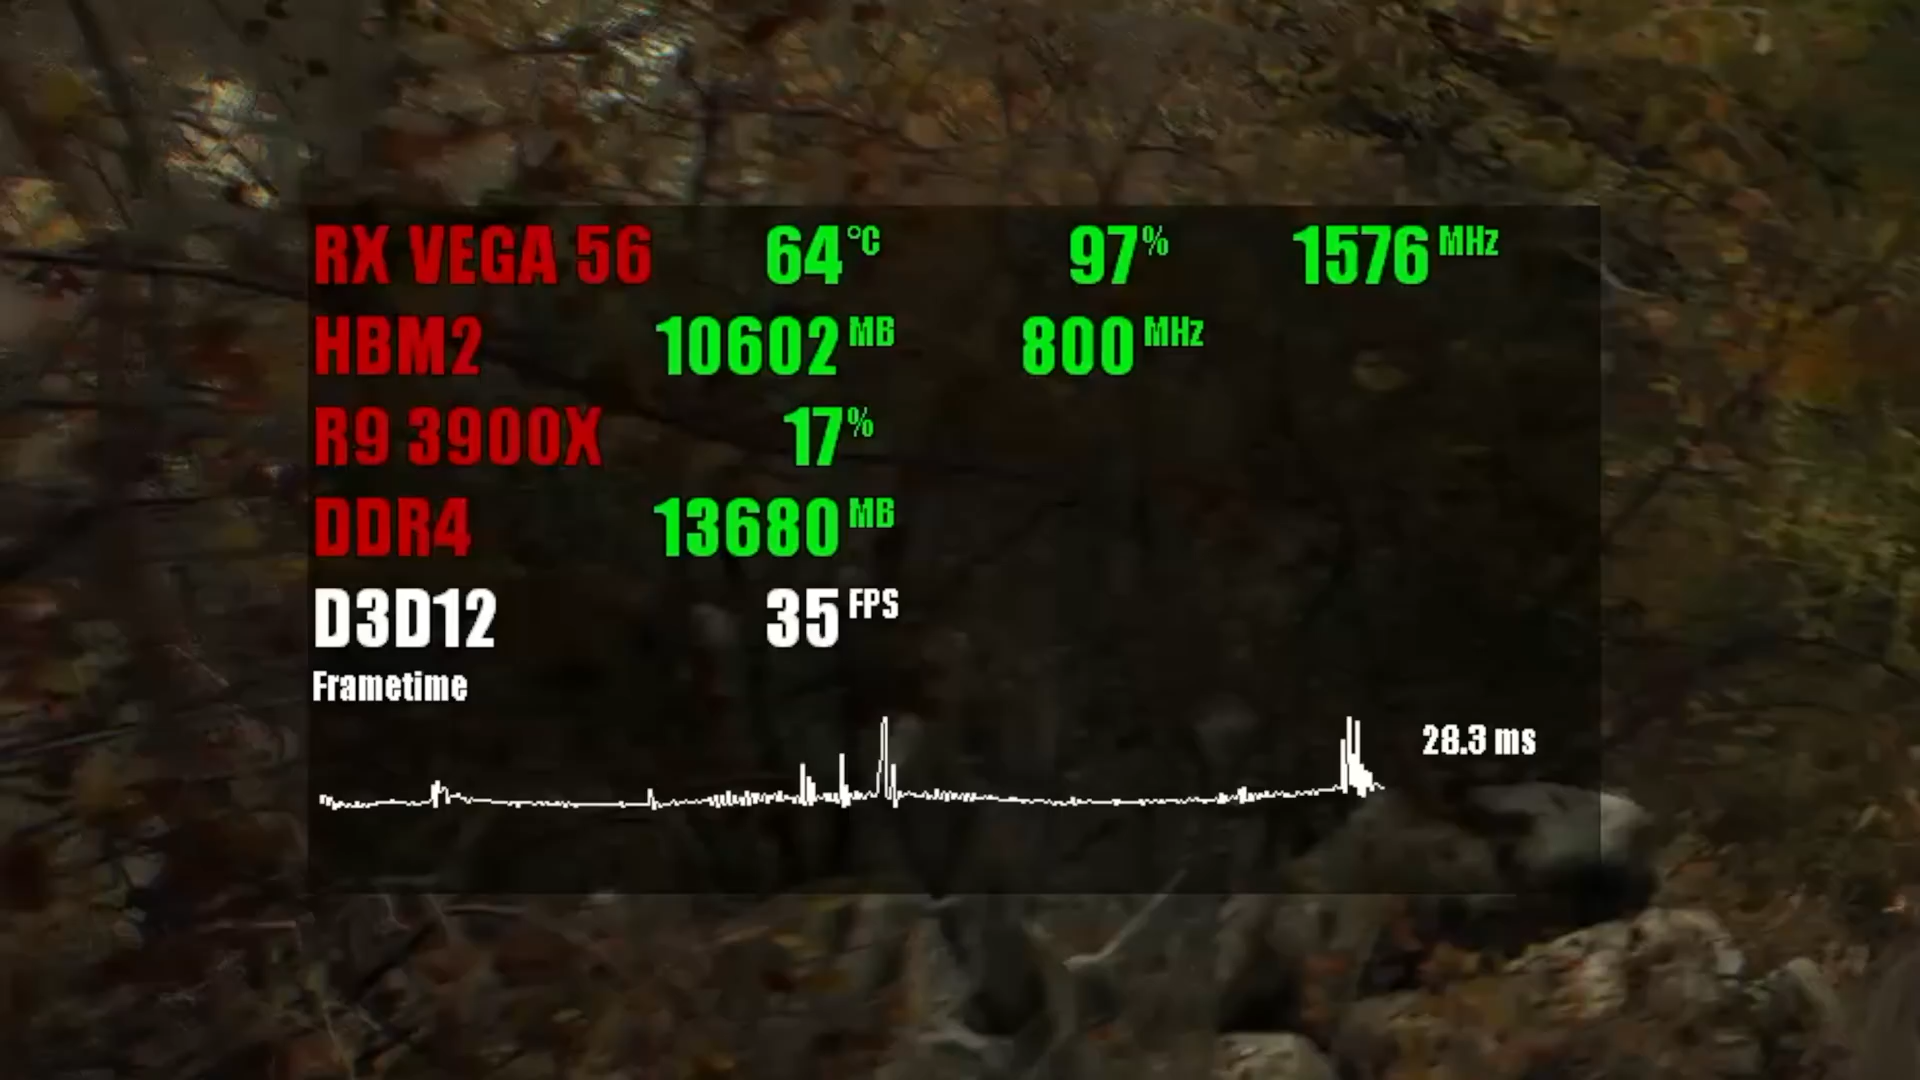 RX VEGA 56 64°C 97% 1576 MHz
HBM2 10602 MB 800 MHz
R9 3900X 17%
DDR4 13680 MB
D3D12 35 FPS
Frametime
28.3 ms